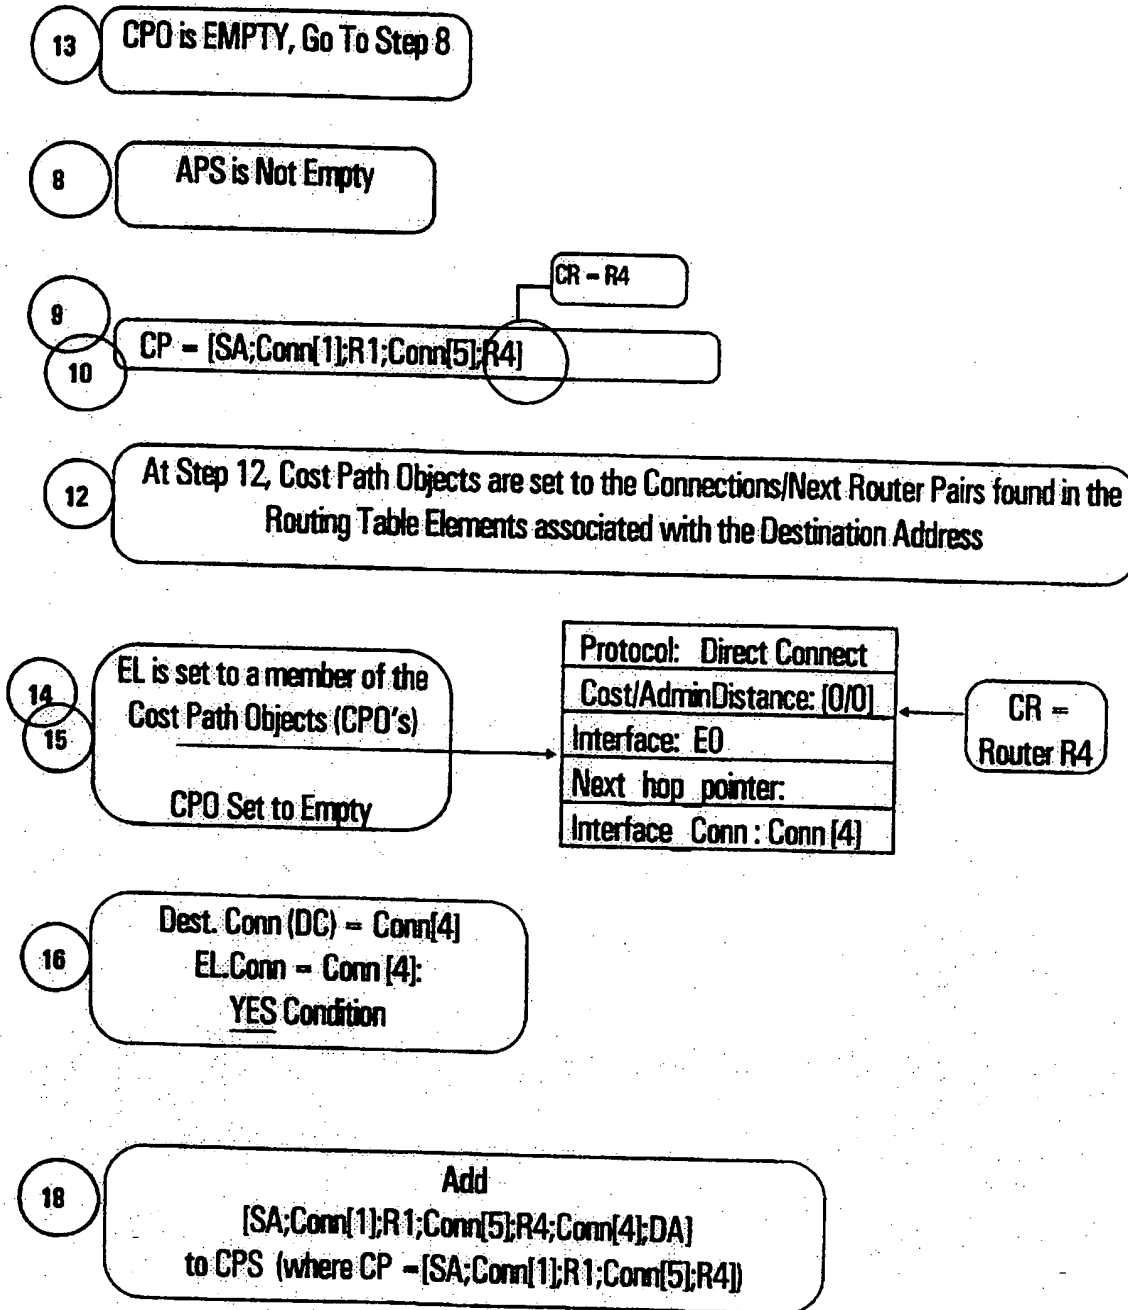 13
CPO is EMPTY, Go To Step 8
8
APS is Not Empty
CR = R4
9
10
CP = [SA;Conn[1];R1;Conn[5];R4]
12
At Step 12, Cost Path Objects are set to the Connections/Next Router Pairs found in the
Routing Table Elements associated with the Destination Address
14
15
EL is set to a member of the
Cost Path Objects (CPO's)
CPO Set to Empty
Protocol: Direct Connect
Cost/AdminDistance: [0/0]
Interface: E0
Next hop pointer:
Interface Conn : Conn [4]
CR =
Router R4
16
Dest. Conn (DC) = Conn[4]
EL.Conn = Conn [4]:
YES Condition
18
Add
[SA;Conn[1];R1;Conn[5];R4;Conn[4];DA]
to CPS (where CP =[SA;Conn[1];R1;Conn[5];R4])